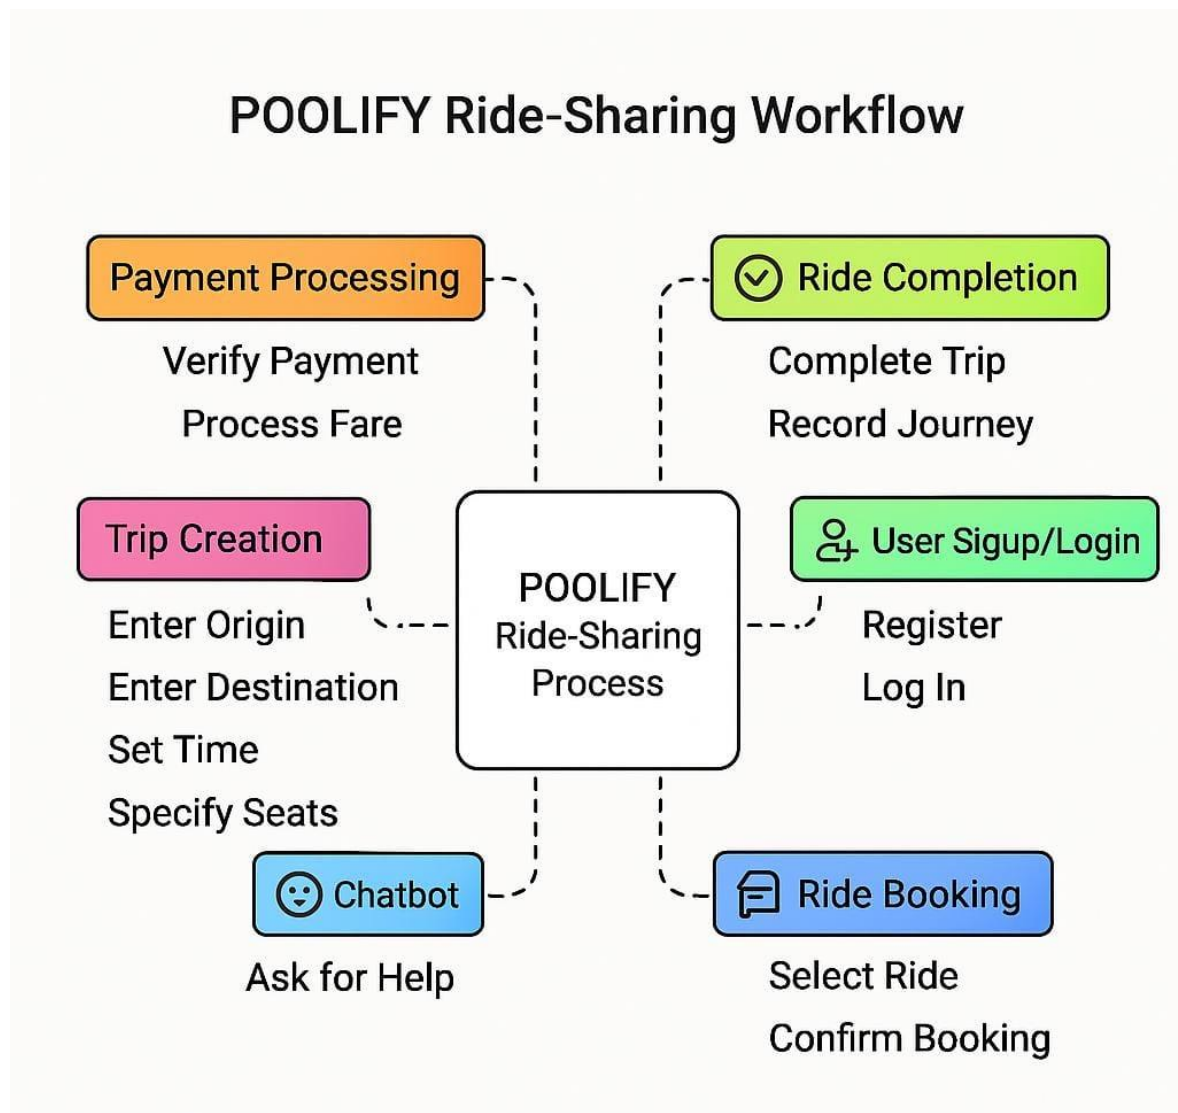 POOLIFY Ride-Sharing Workflow
Payment Processing
Verify Payment
Process Fare
Ride Completion
Complete Trip
Record Journey
Trip Creation
Enter Origin
Enter Destination
Set Time
Specify Seats
POOLIFY
Ride-Sharing
Process
User Sigup/Login
Register
Log In
Chatbot
Ask for Help
Ride Booking
Select Ride
Confirm Booking